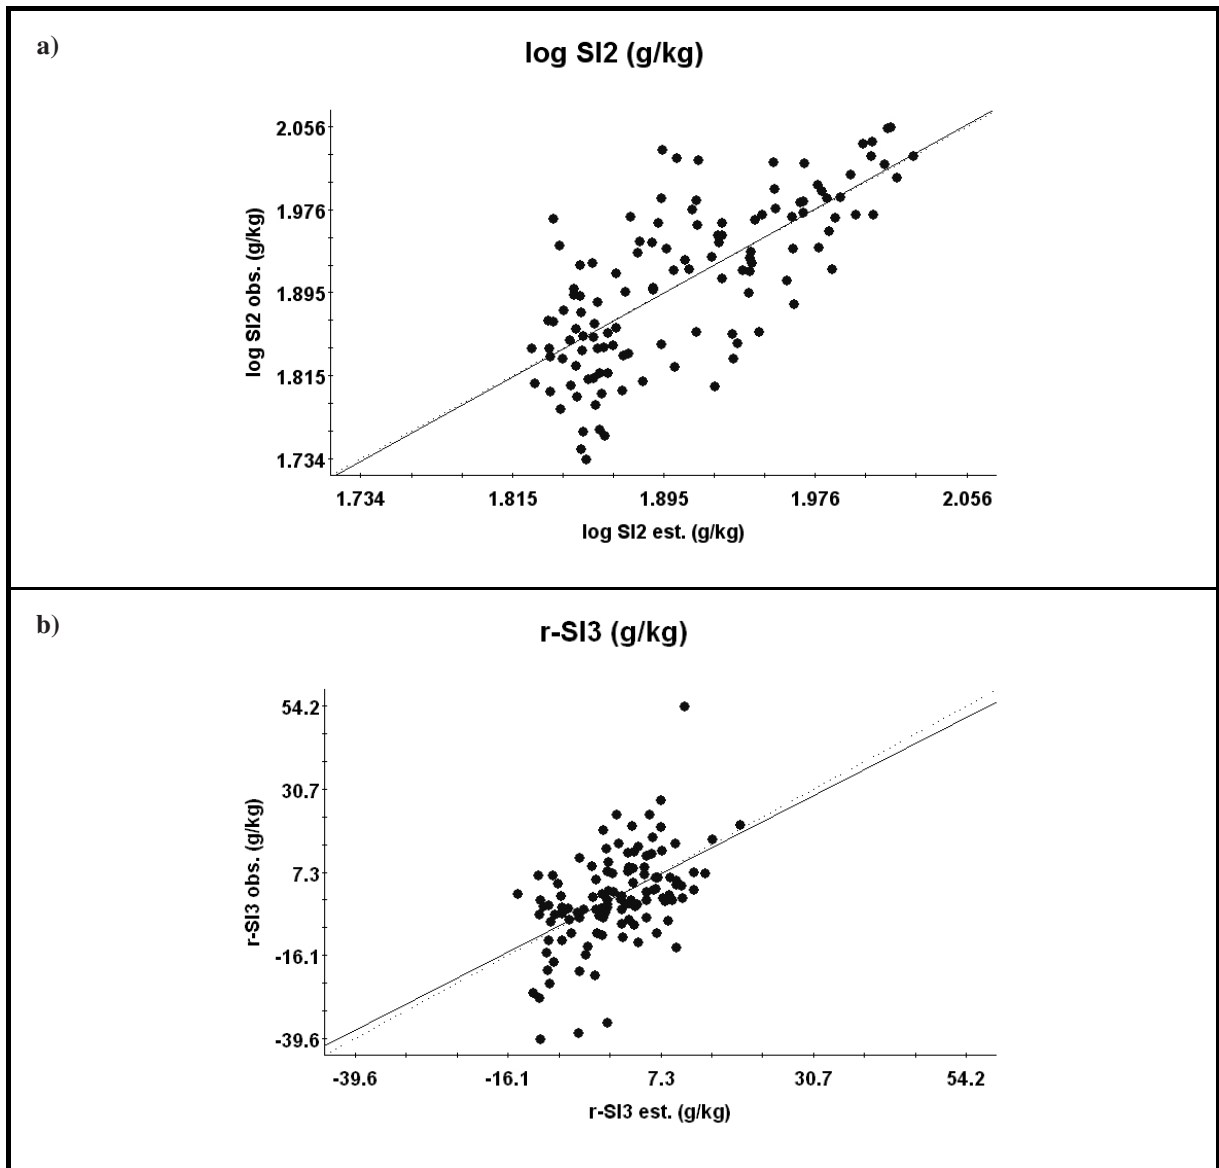 a)
log SI2 (g/kg)
2.056
1.976
1.895
1.815
1.734
log SI2 obs. (g/kg)
1.734 1.815 1.895 1.976 2.056
log SI2 est. (g/kg)
b)
r-SI3 (g/kg)
54.2
30.7
7.3
-16.1
-39.6
r-SI3 obs. (g/kg)
-39.6 -16.1 7.3 30.7 54.2
r-SI3 est. (g/kg)